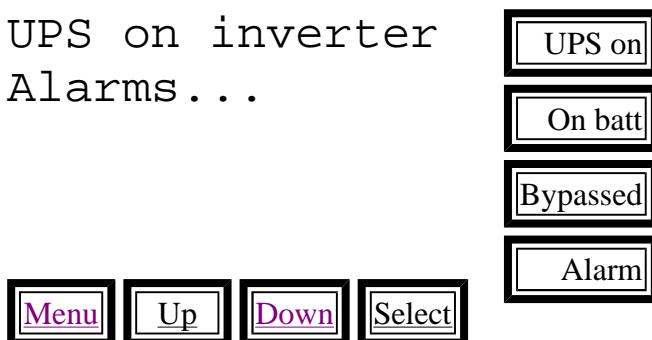 UPS on inverter
Alarms...
UPS on
On batt
Bypassed
Alarm
Menu
Up
Down
Select